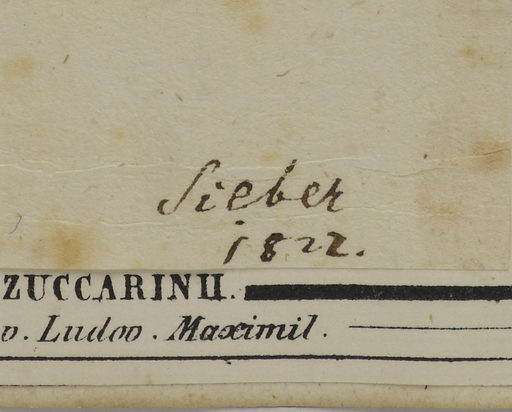 Sieber
1822.
ZUCCARINII.
v. Ludov. Maximil.